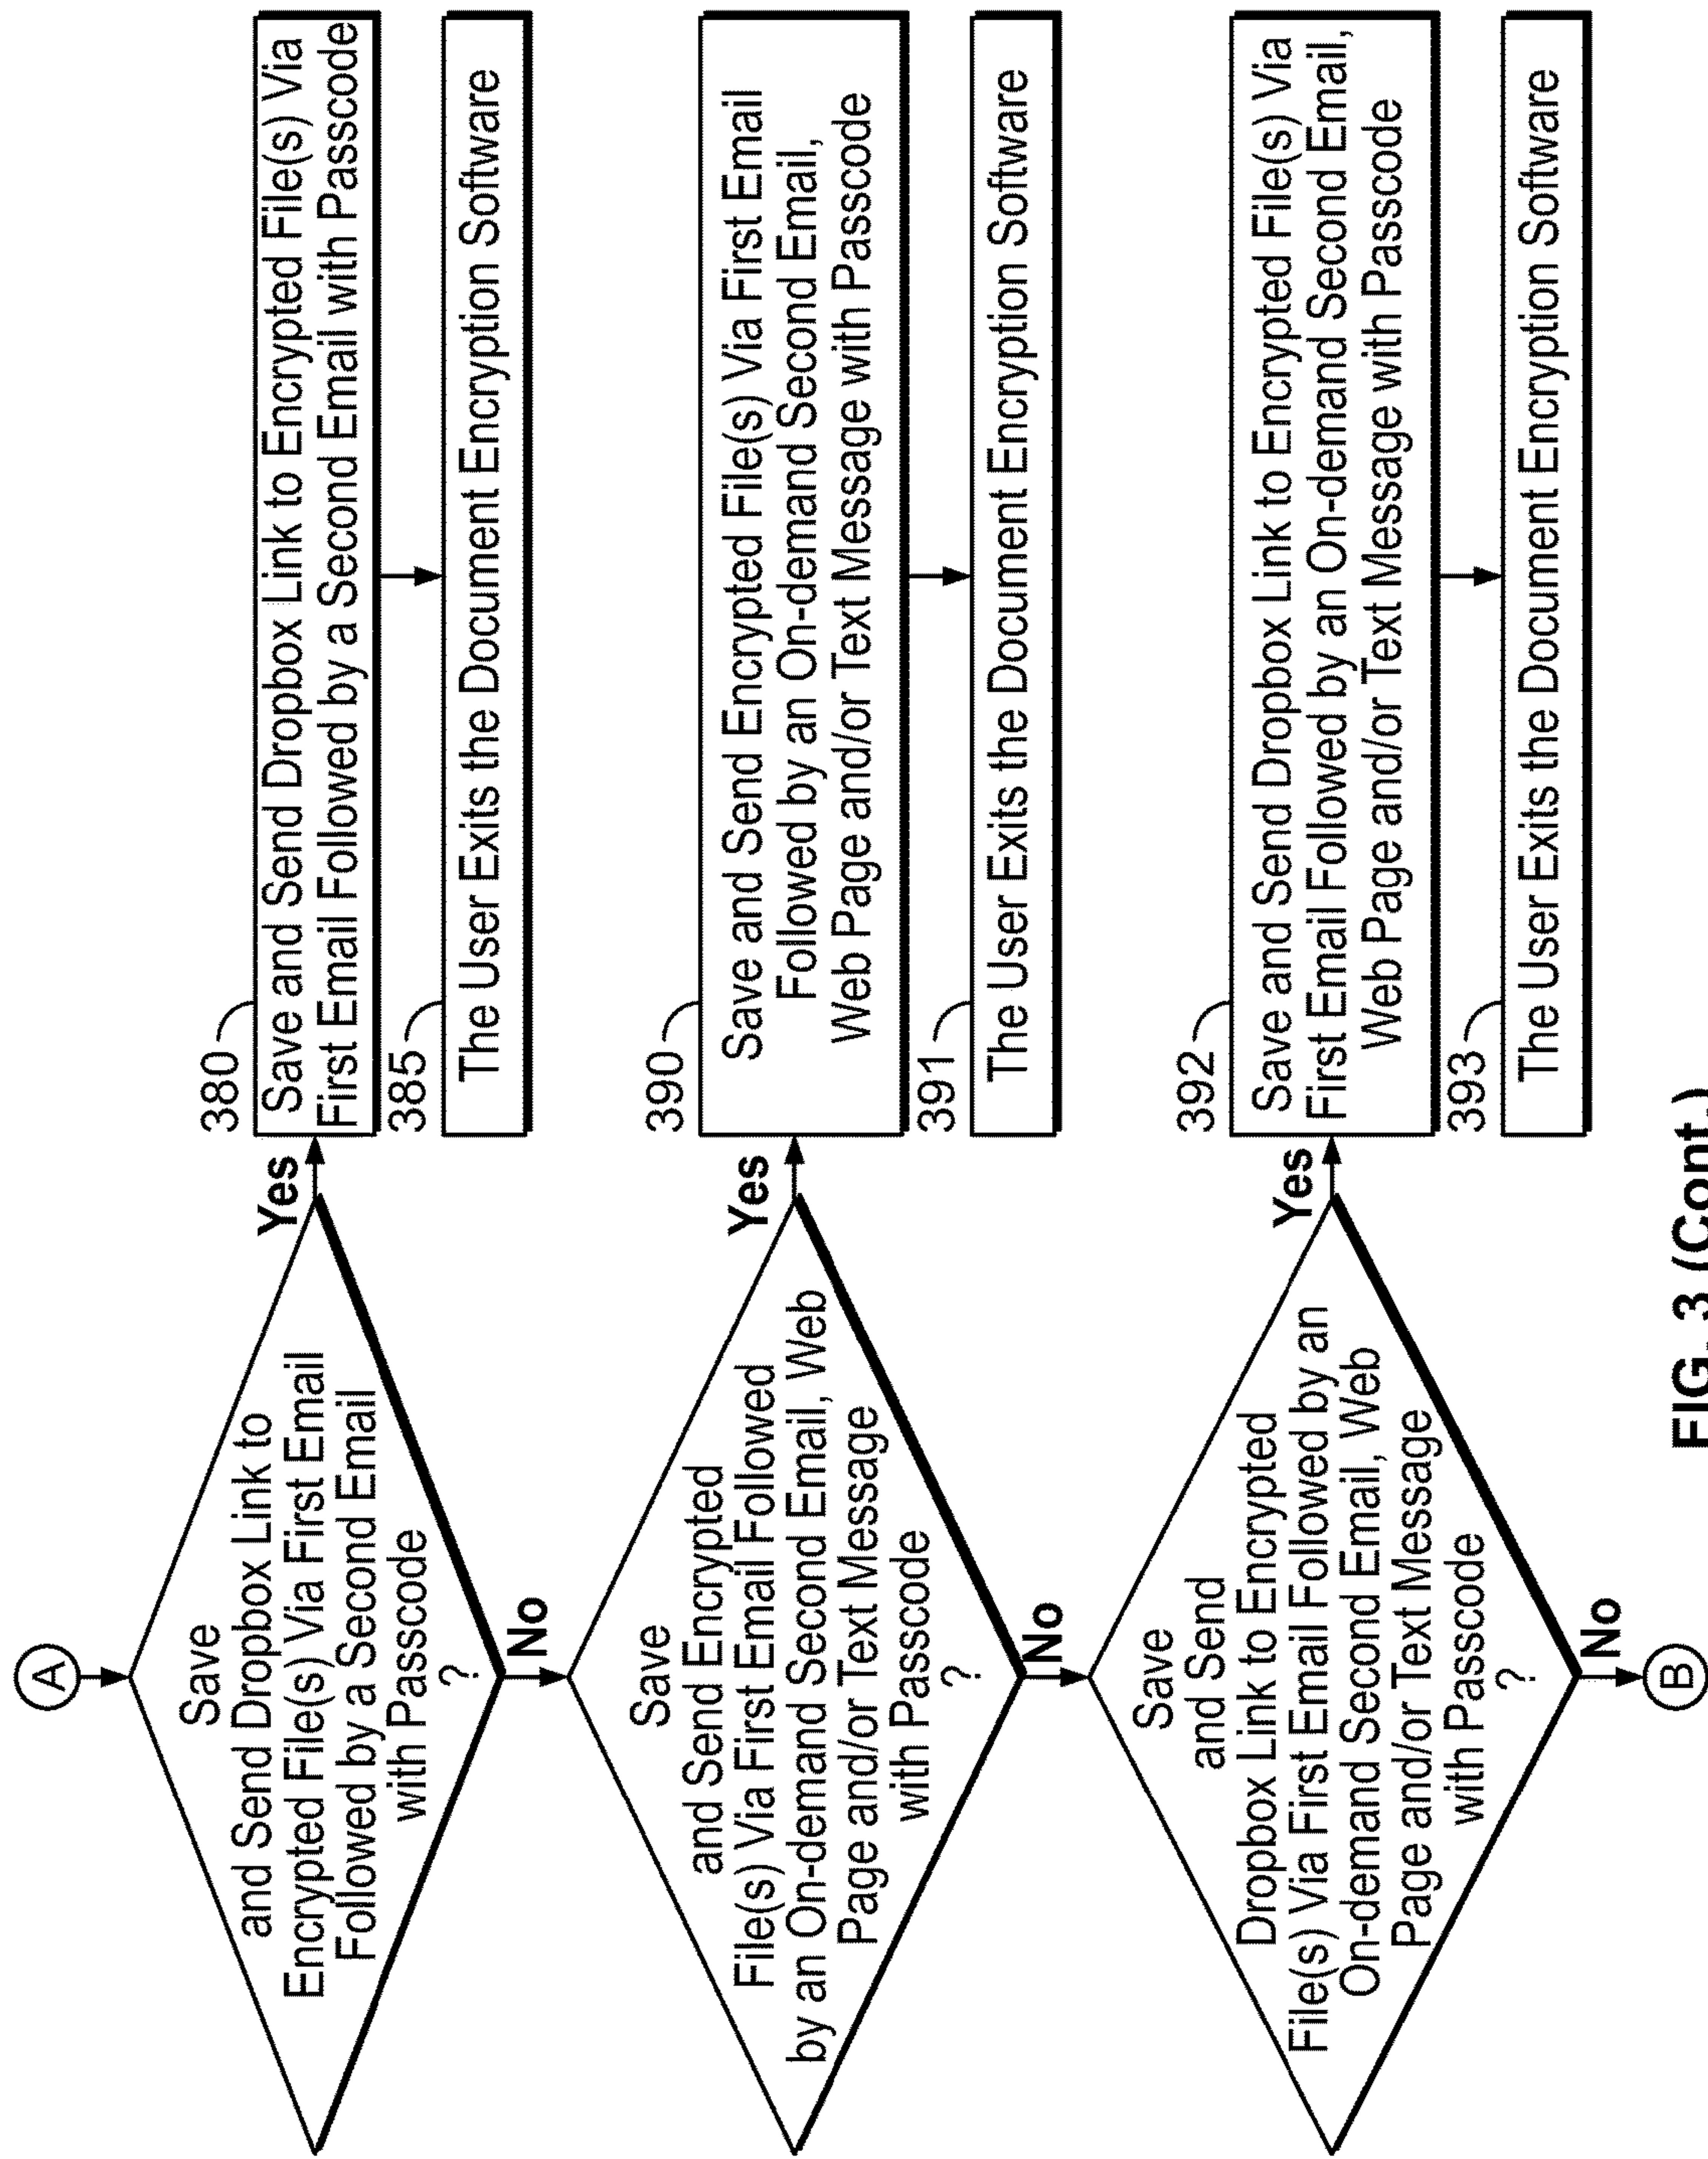 A
Save
and Send Dropbox Link to
Encrypted File(s) Via First Email
Followed by a Second Email
with Passcode
?
Yes
No
380
Save and Send Dropbox Link to Encrypted File(s) Via
First Email Followed by a Second Email with Passcode
385
The User Exits the Document Encryption Software
Save
and Send Encrypted
File(s) Via First Email Followed
by an On-demand Second Email, Web
Page and/or Text Message
with Passcode
?
Yes
No
390
Save and Send Encrypted File(s) Via First Email
Followed by an On-demand Second Email,
Web Page and/or Text Message with Passcode
391
The User Exits the Document Encryption Software
Save
and Send
Dropbox Link to Encrypted
File(s) Via First Email Followed by an
On-demand Second Email, Web
Page and/or Text Message
with Passcode
?
Yes
No
392
Save and Send Dropbox Link to Encrypted File(s) Via
First Email Followed by an On-demand Second Email,
Web Page and/or Text Message with Passcode
393
The User Exits the Document Encryption Software
B
FIG. 3 (Cont.)